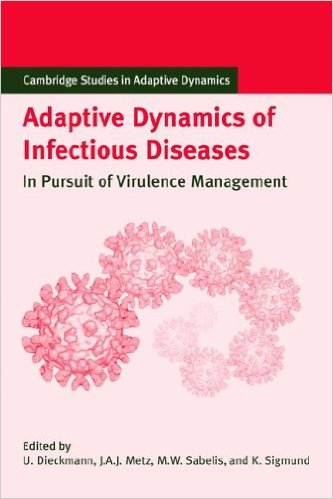 Cambridge Studies in Adaptive Dynamics
Adaptive Dynamics of
Infectious Diseases
In Pursuit of Virulence Management
Edited by
U. Dieckmann, J.A.J. Metz, M.W. Sabelis, and K. Sigmund